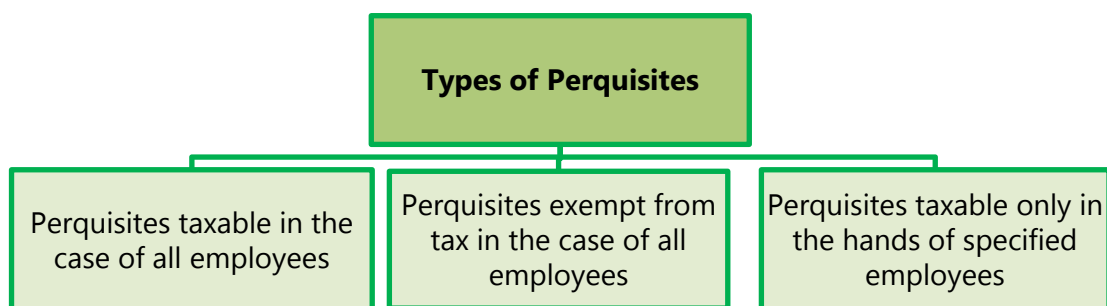 Types of Perquisites
Perquisites taxable in the
case of all employees
Perquisites exempt from
tax in the case of all
employees
Perquisites taxable only in
the hands of specified
employees